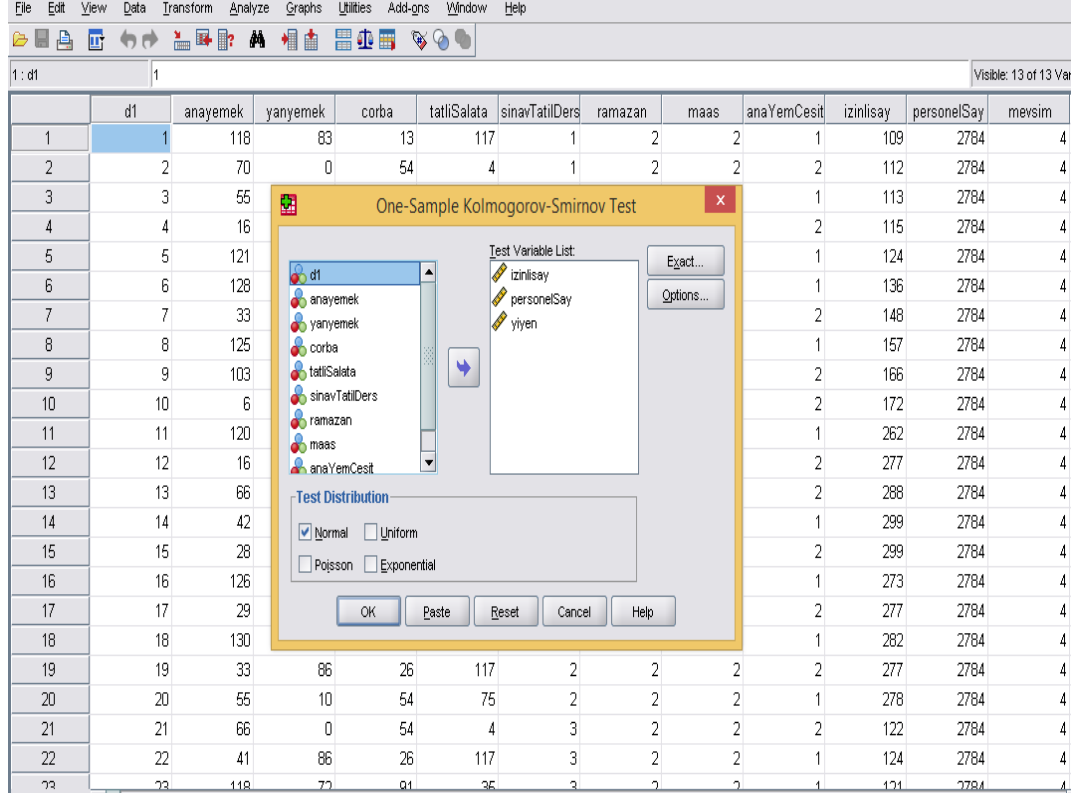 File Edit View Data Transform Analyze Graphs Utilities Add-ons Window Help
1 : d1 1 Visible: 13 of 13 Var
d1 anayemek yanyemek corba tatliSalata sinavTatilDers ramazan maas anaYemCesit izinlisay personelSay mevsim
1 1 118 83 13 117 1 2 2 1 109 2784 4
2 2 70 0 54 4 1 2 2 2 112 2784 4
3 3 55 1 113 2784 4
4 4 16 2 115 2784 4
5 5 121 1 124 2784 4
6 6 128 1 136 2784 4
7 7 33 2 148 2784 4
8 8 125 1 157 2784 4
9 9 103 2 166 2784 4
10 10 6 2 172 2784 4
11 11 120 1 262 2784 4
12 12 16 2 277 2784 4
13 13 66 2 288 2784 4
14 14 42 1 299 2784 4
15 15 28 2 299 2784 4
16 16 126 1 273 2784 4
17 17 29 2 277 2784 4
18 18 130 1 282 2784 4
19 19 33 86 26 117 2 2 2 2 277 2784 4
20 20 55 10 54 75 2 2 2 1 278 2784 4
21 21 66 0 54 4 3 2 2 2 122 2784 4
22 22 41 86 26 117 3 2 2 1 124 2784 4
23 23 118 72 91 35 3 2 2 1 121 2784 4
One-Sample Kolmogorov-Smirnov Test
x
d1
anayemek
yanyemek
corba
tatliSalata
sinavTatilDers
ramazan
maas
anaYemCesit
Test Variable List:
izinlisay
personelSay
yiyen
Exact...
Options...
Test Distribution
Normal Uniform
Poisson Exponential
OK Paste Reset Cancel Help